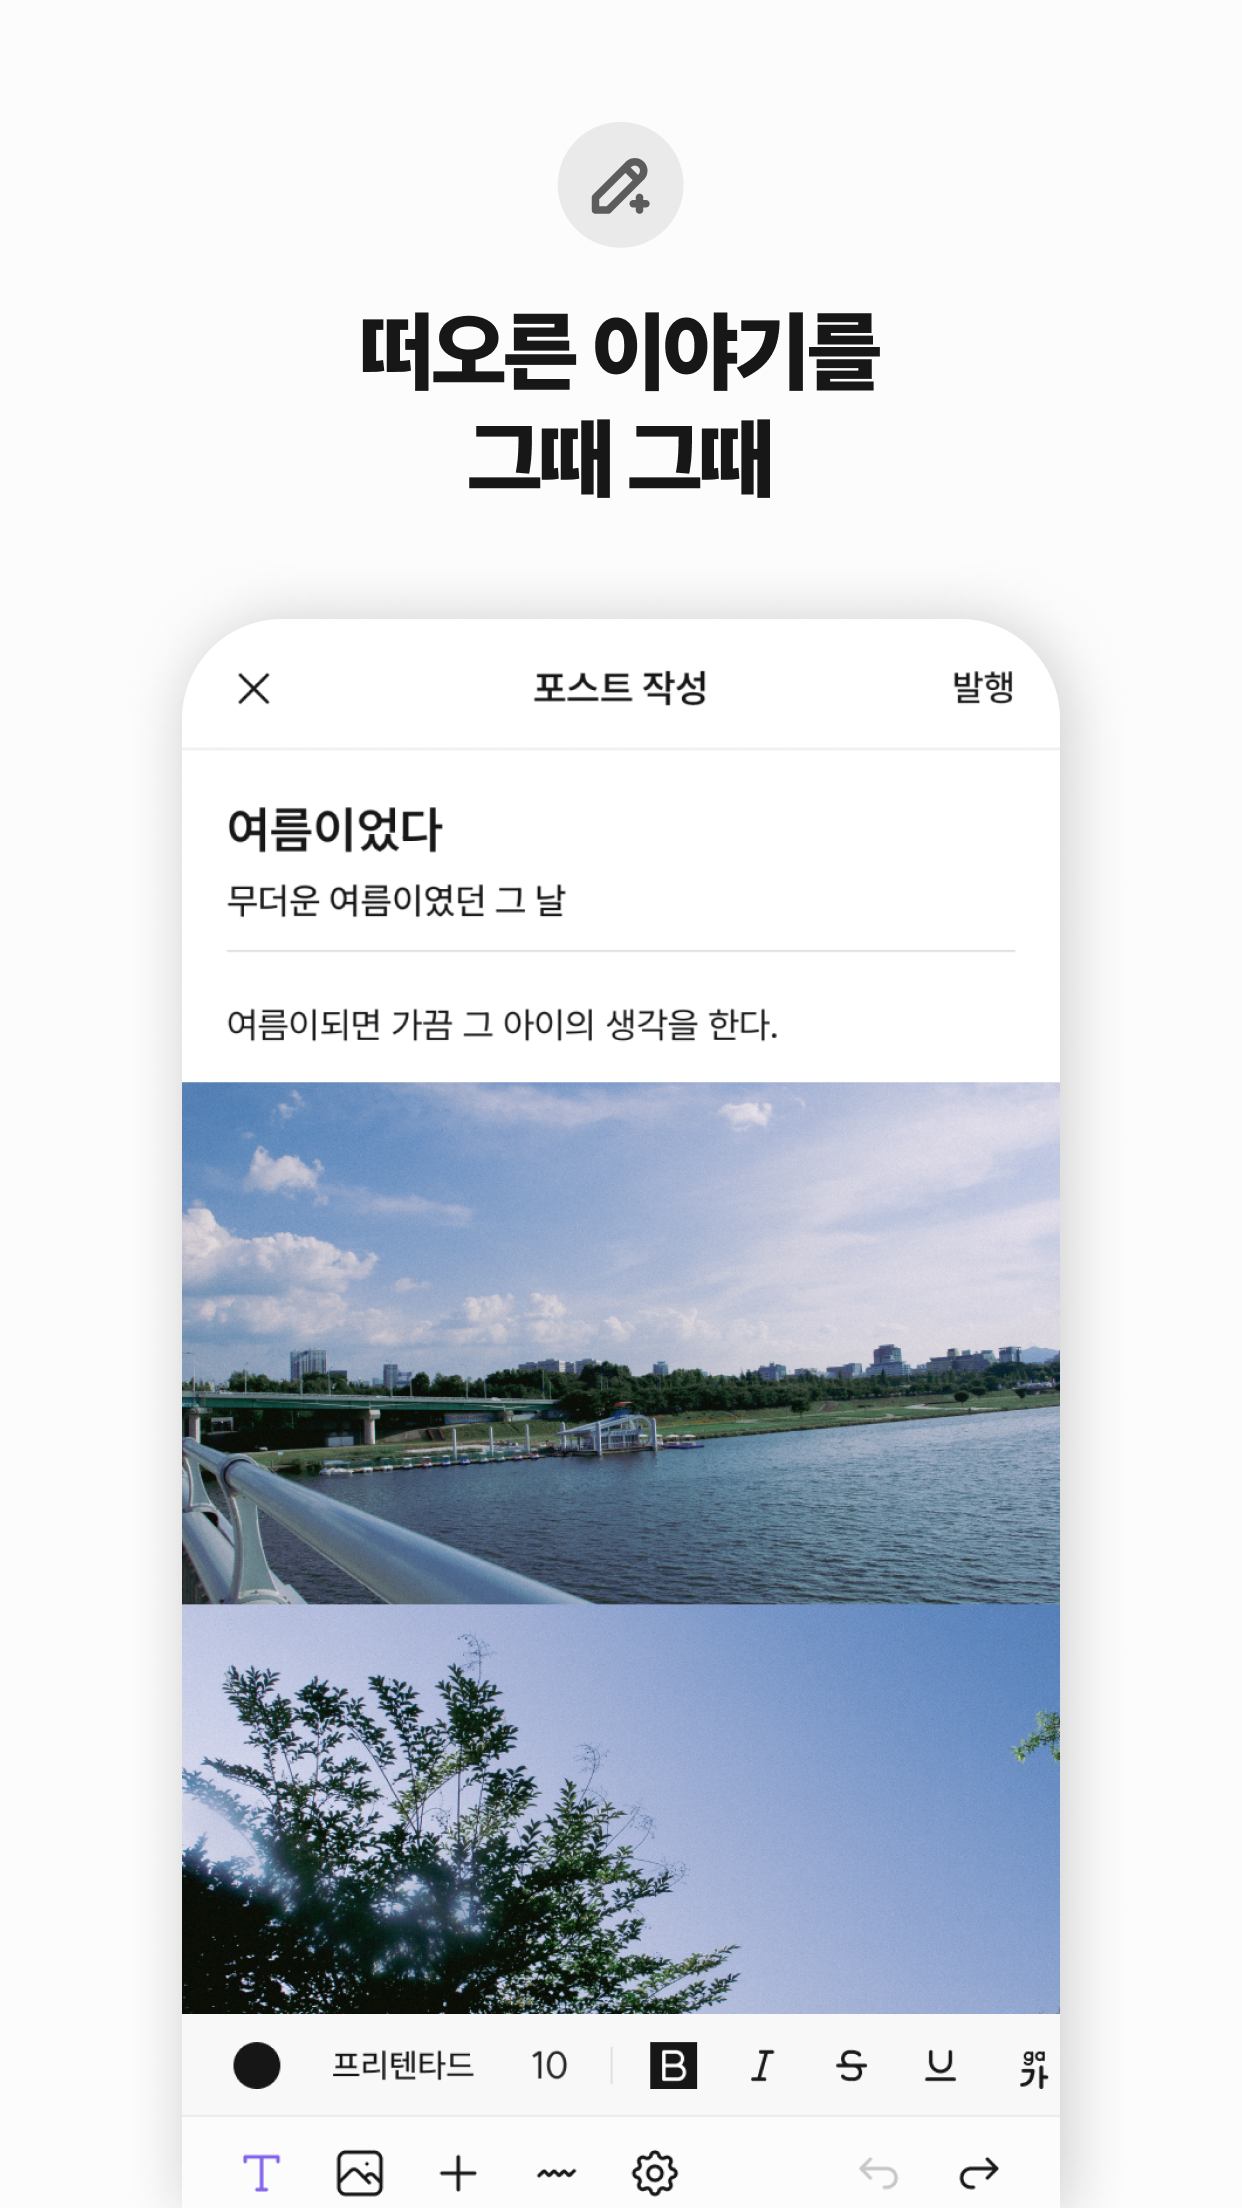 떠오른 이야기를
그때 그때
포스트 작성
발행
여름이었다
무더운 여름이였던 그 날
여름이되면 가끔 그 아이의 생각을 한다.
프리텐타드 10 B I S U ga
가
T